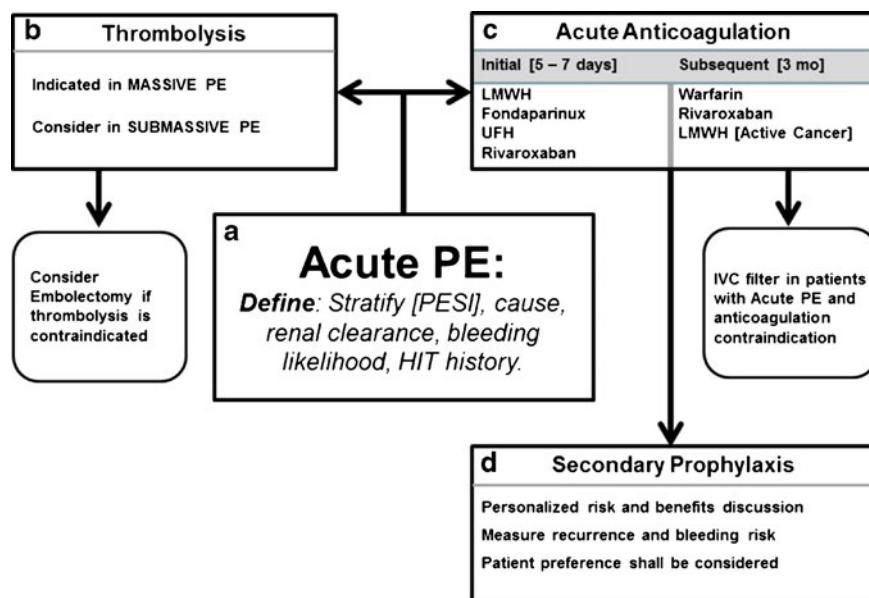 b Thrombolysis
Indicated in MASSIVE PE
Consider in SUBMASSIVE PE
c Acute Anticoagulation
Initial [5 – 7 days] Subsequent [3 mo]
LMWH Warfarin
Fondaparinux Rivaroxaban
UFH LMWH [Active Cancer]
Rivaroxaban
a
Acute PE:
Define: Stratify [PESI], cause,
renal clearance, bleeding
likelihood, HIT history.
Consider
Embolectomy if
thrombolysis is
contraindicated
IVC filter in patients
with Acute PE and
anticoagulation
contraindication
d Secondary Prophylaxis
Personalized risk and benefits discussion
Measure recurrence and bleeding risk
Patient preference shall be considered